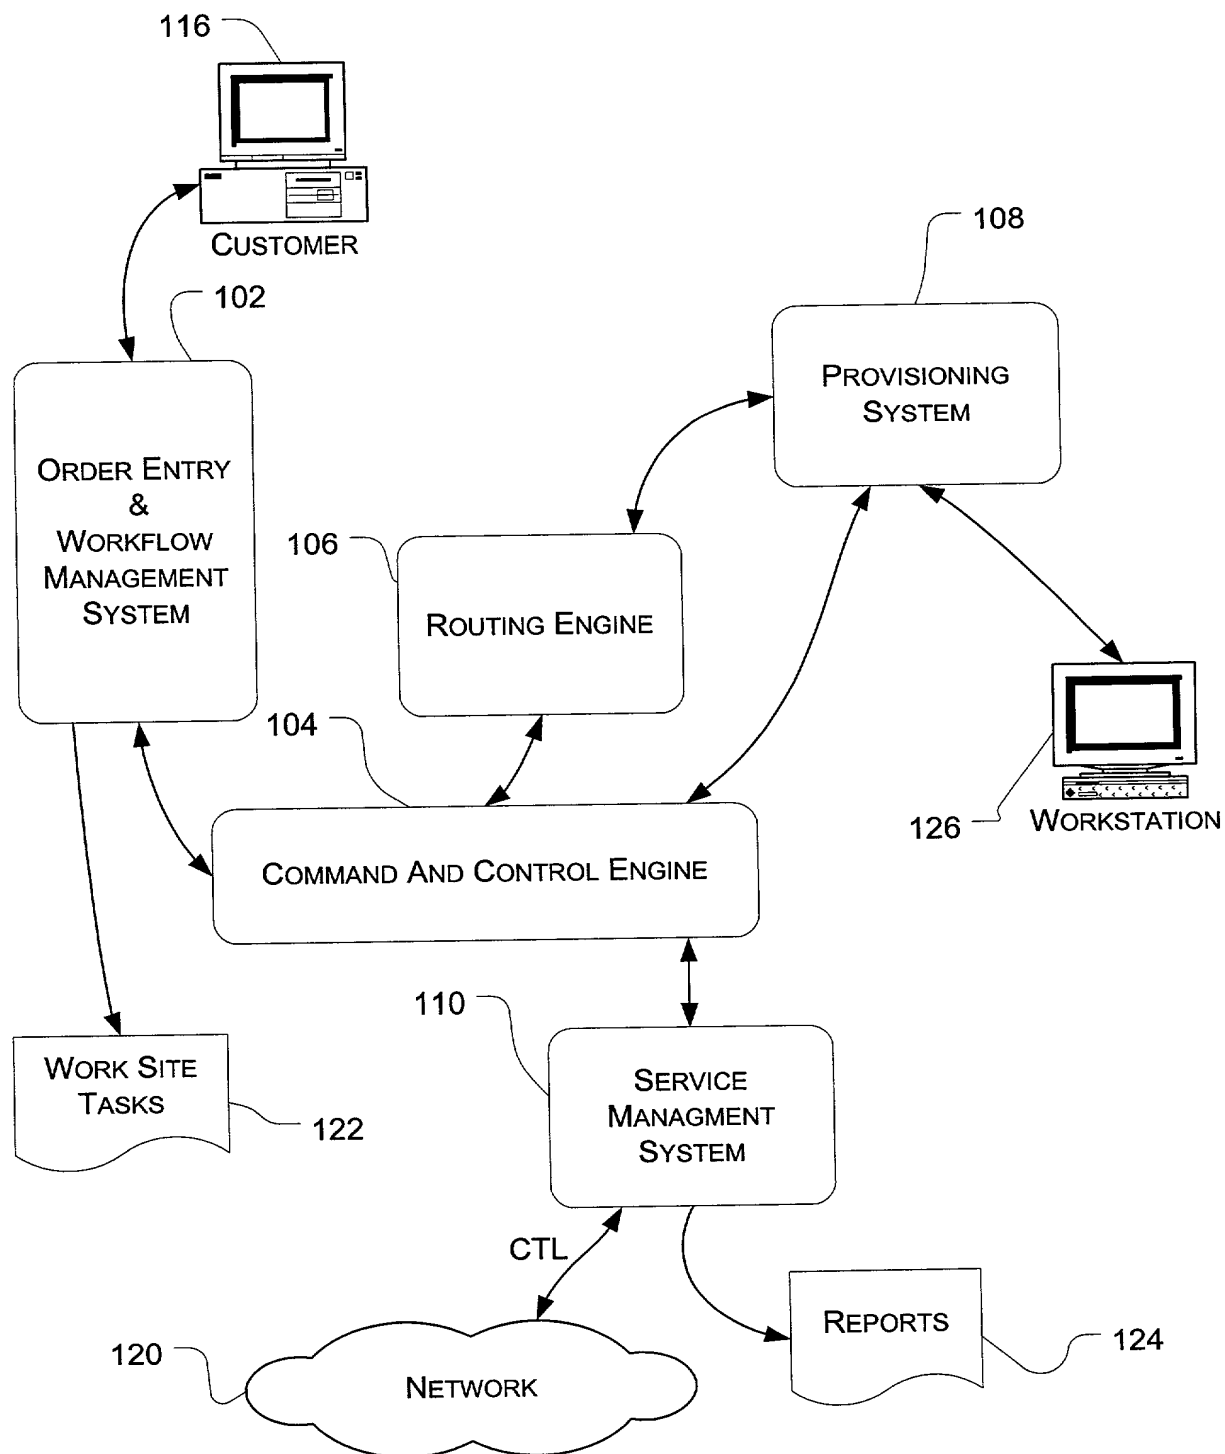 116
CUSTOMER
102
108
PROVISIONING
SYSTEM
ORDER ENTRY
&
WORKFLOW
MANAGEMENT
SYSTEM
106
ROUTING ENGINE
104
126
WORKSTATION
COMMAND AND CONTROL ENGINE
110
WORK SITE
TASKS
122
SERVICE
MANAGMENT
SYSTEM
CTL
120
NETWORK
REPORTS
124